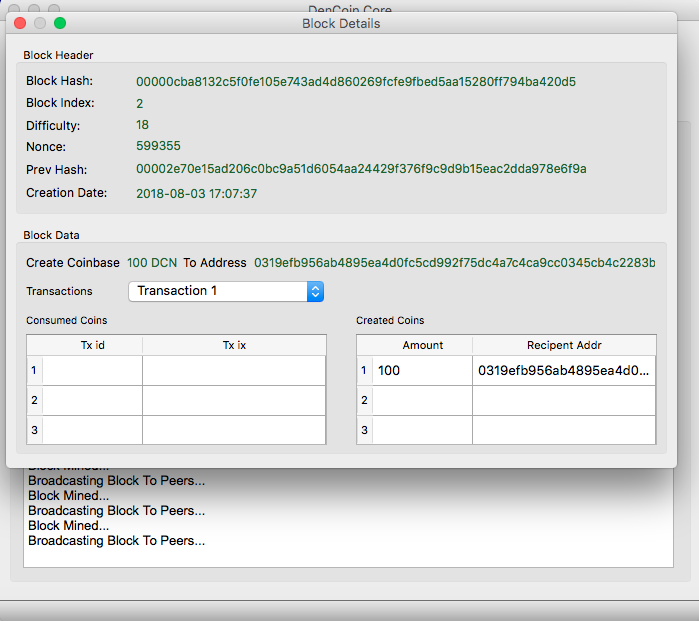 DenCoin Core
Block Details
Block Header
Block Hash: 00000cba8132c5f0fe105e743ad4d860269fcfe9fbed5aa15280ff794ba420d5
Block Index: 2
Difficulty: 18
Nonce: 599355
Prev Hash: 00002e70e15ad206c0bc9a51d6054aa24429f376f9c9d9b15eac2dda978e6f9a
Creation Date: 2018-08-03 17:07:37
Block Data
Create Coinbase 100 DCN To Address 0319efb956ab4895ea4d0fc5cd992f75dc4a7c4ca9cc0345cb4c2283b
Transactions Transaction 1
Consumed Coins Created Coins
Tx id Tx ix Amount Recipent Addr
1 1 100 0319efb956ab4895ea4d0...
2 2
3 3
Block Mined...
Broadcasting Block To Peers...
Block Mined...
Broadcasting Block To Peers...
Block Mined...
Broadcasting Block To Peers...